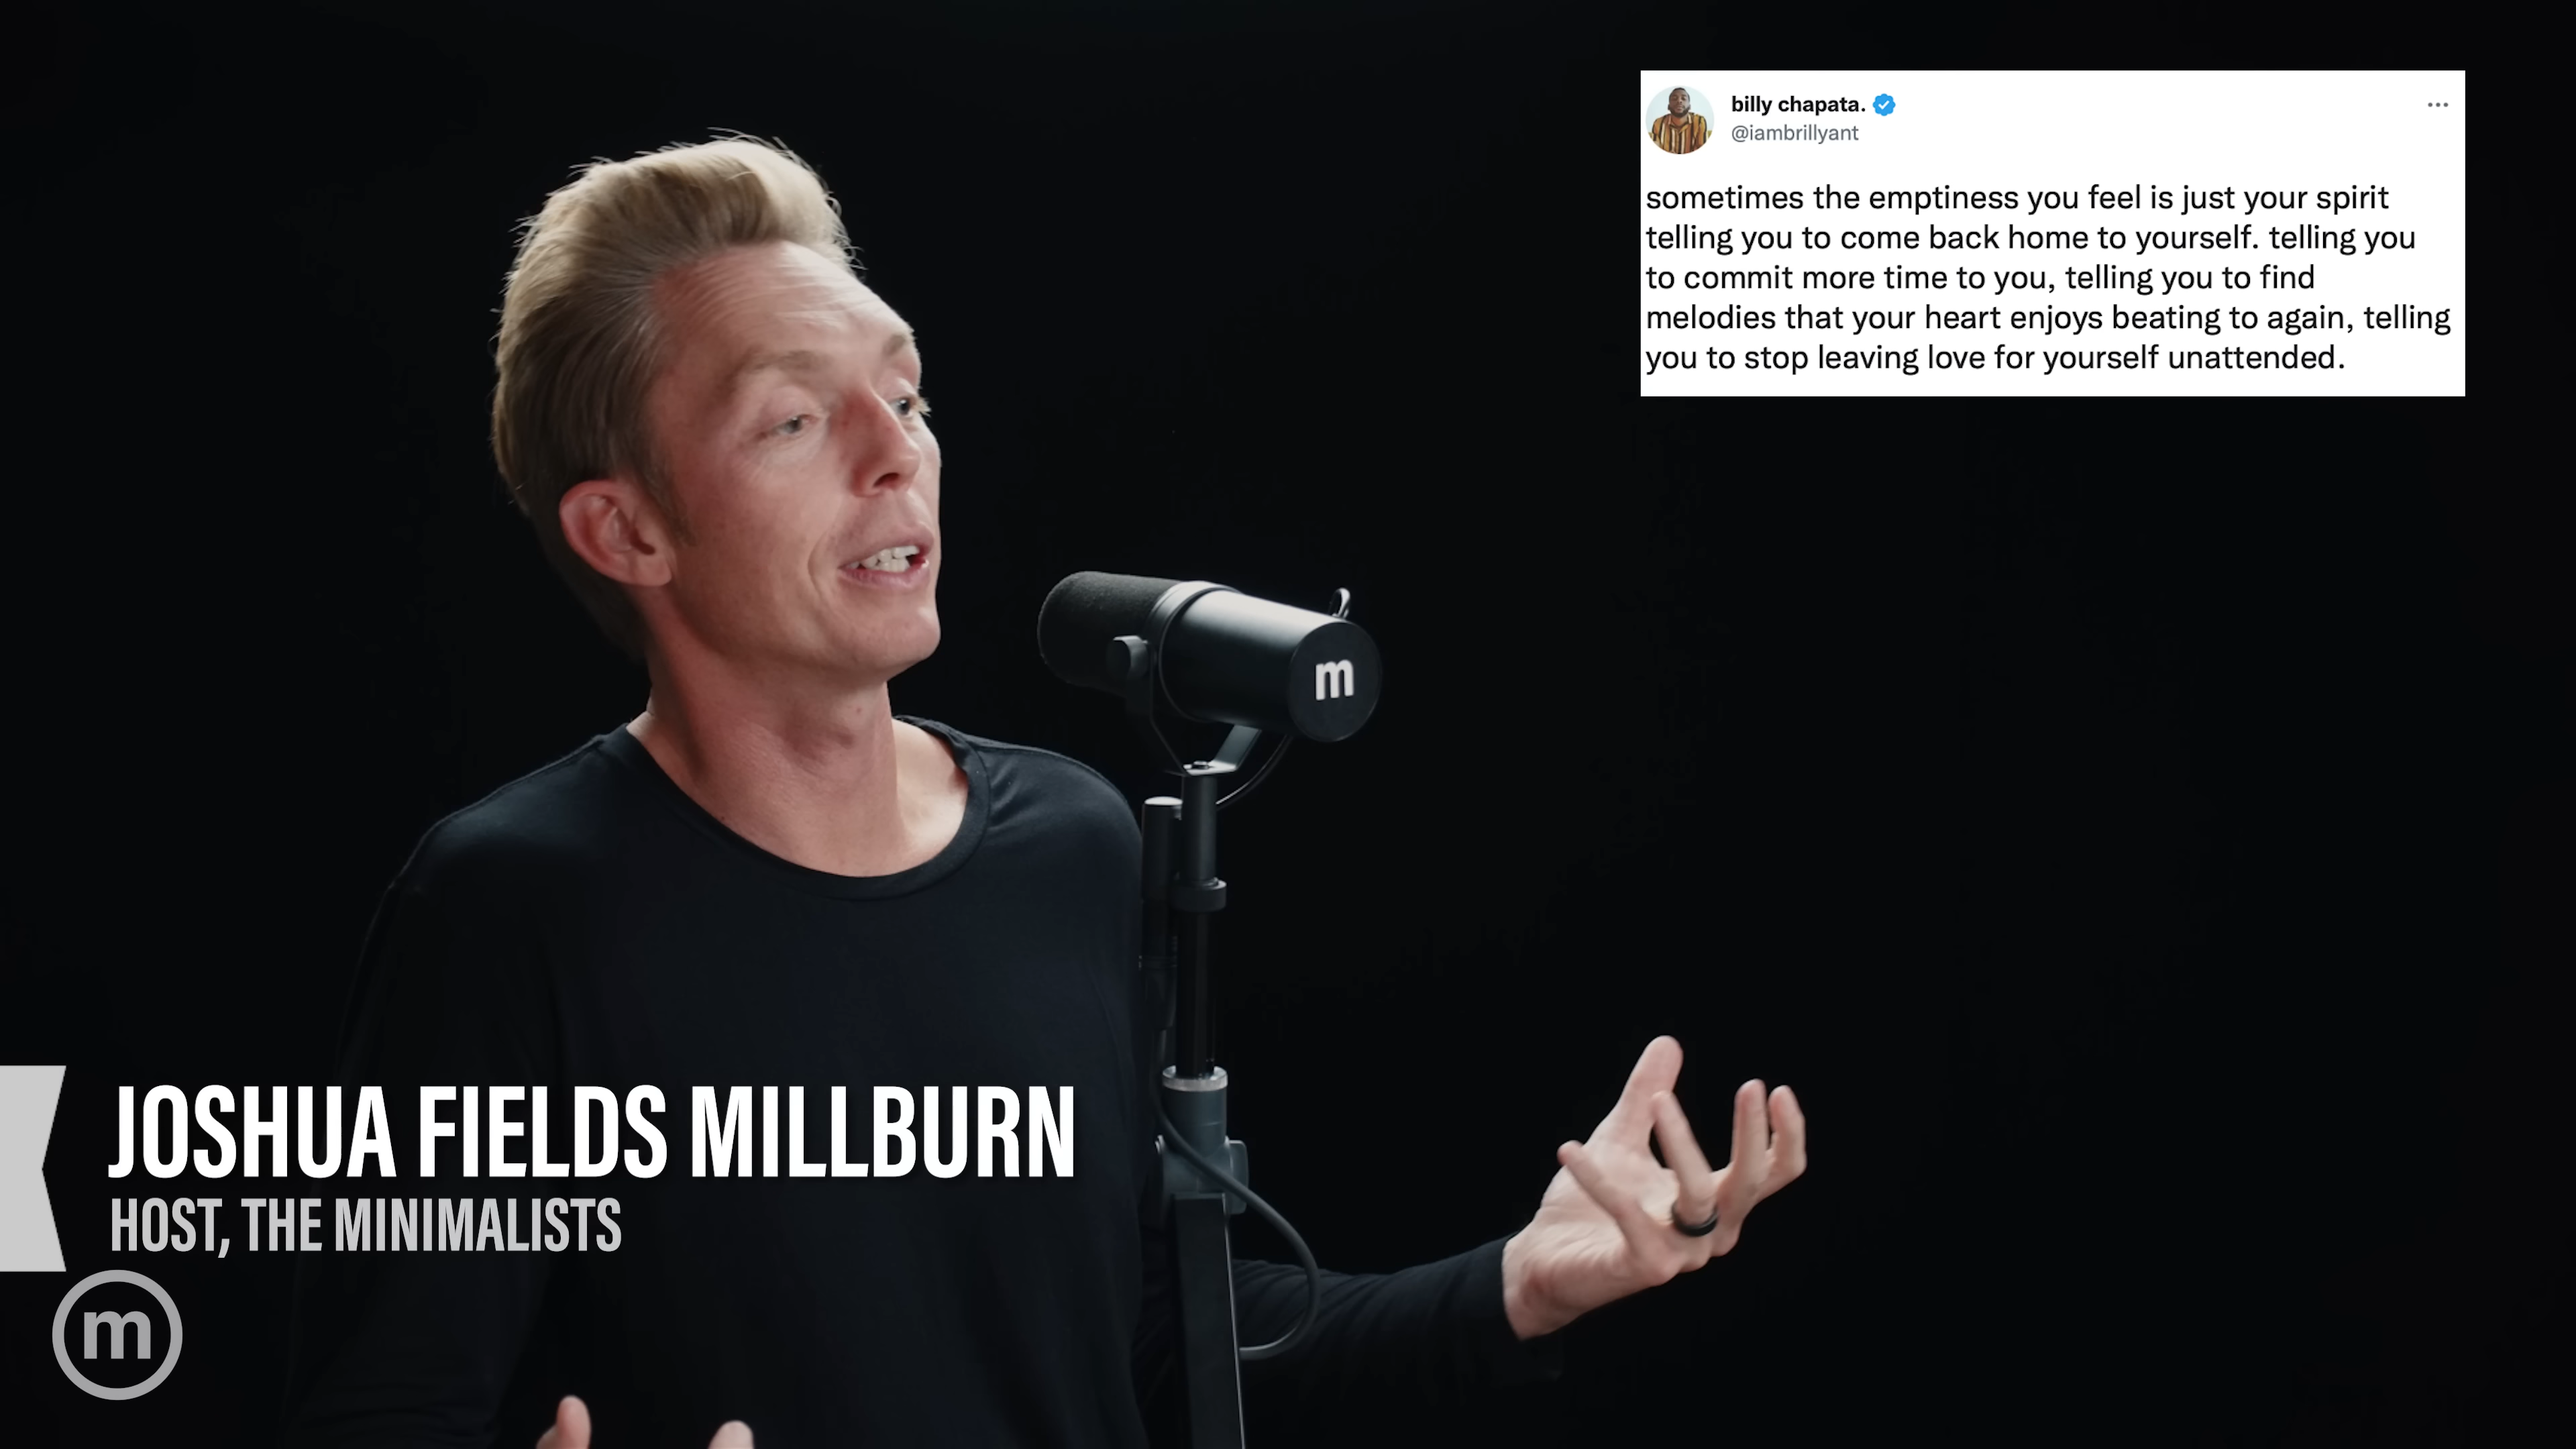 billy chapata.
@iambrillyant
sometimes the emptiness you feel is just your spirit
telling you to come back home to yourself. telling you
to commit more time to you, telling you to find
melodies that your heart enjoys beating to again, telling
you to stop leaving love for yourself unattended.
m
JOSHUA FIELDS MILLBURN
HOST, THE MINIMALISTS
m